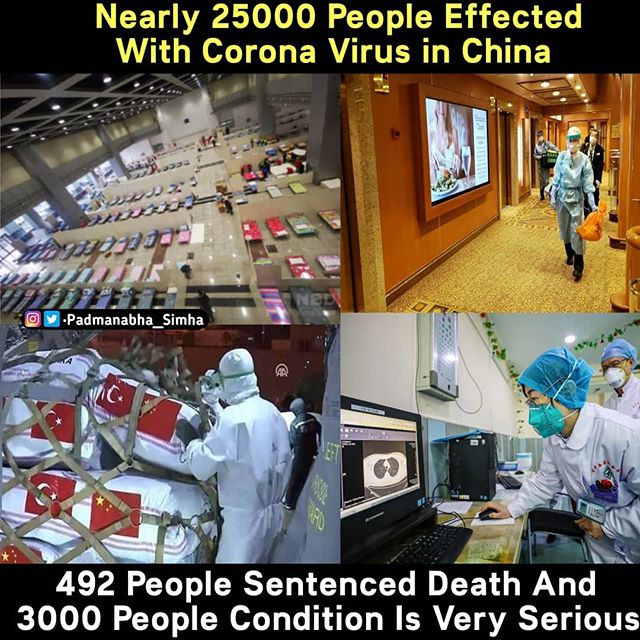 Nearly 25000 People Effected
With Corona Virus in China
·Padmanabha_Simha
492 People Sentenced Death And
3000 People Condition Is Very Serious